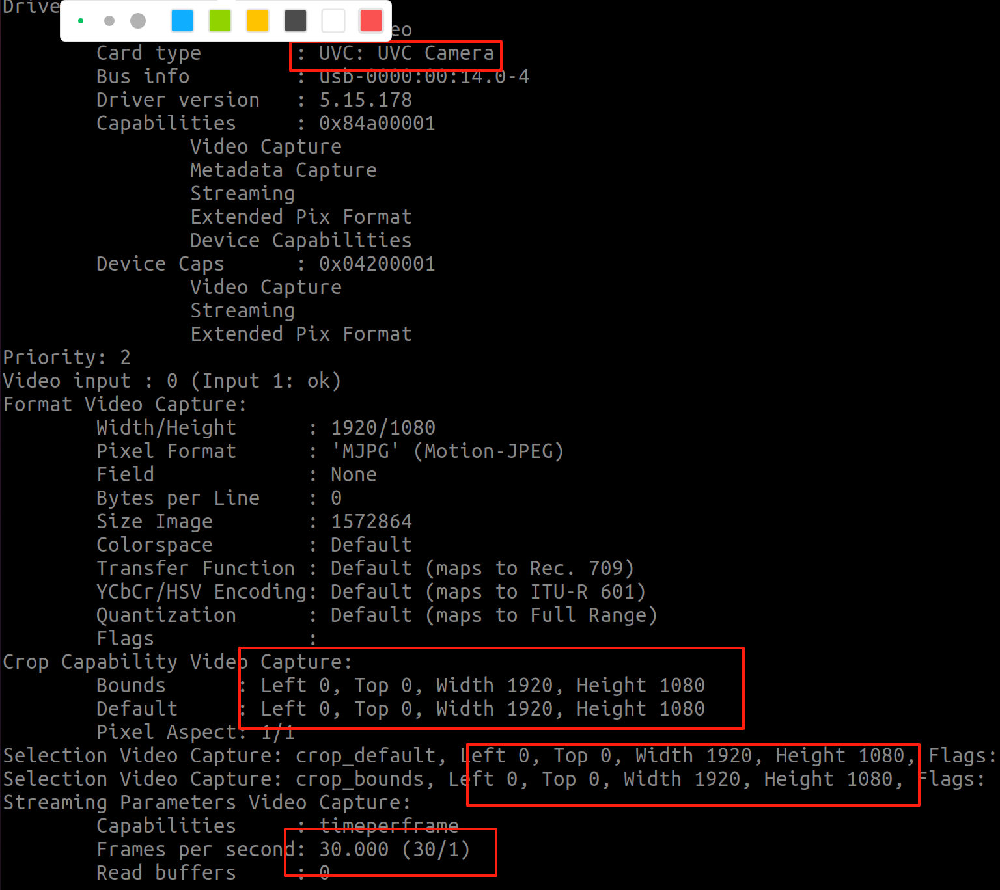 Drive
eo
Card type : UVC: UVC Camera
Bus info : usb-0000:00:14.0-4
Driver version : 5.15.178
Capabilities : 0x84a00001
Video Capture
Metadata Capture
Streaming
Extended Pix Format
Device Capabilities
Device Caps : 0x04200001
Video Capture
Streaming
Extended Pix Format
Priority: 2
Video input : 0 (Input 1: ok)
Format Video Capture:
Width/Height : 1920/1080
Pixel Format : 'MJPG' (Motion-JPEG)
Field : None
Bytes per Line : 0
Size Image : 1572864
Colorspace : Default
Transfer Function : Default (maps to Rec. 709)
YCbCr/HSV Encoding: Default (maps to ITU-R 601)
Quantization : Default (maps to Full Range)
Flags :
Crop Capability Video Capture:
Bounds : Left 0, Top 0, Width 1920, Height 1080
Default : Left 0, Top 0, Width 1920, Height 1080
Pixel Aspect: 1/1
Selection Video Capture: crop_default, Left 0, Top 0, Width 1920, Height 1080, Flags:
Selection Video Capture: crop_bounds, Left 0, Top 0, Width 1920, Height 1080, Flags:
Streaming Parameters Video Capture:
Capabilities : timeperframe
Frames per second: 30.000 (30/1)
Read buffers : 0